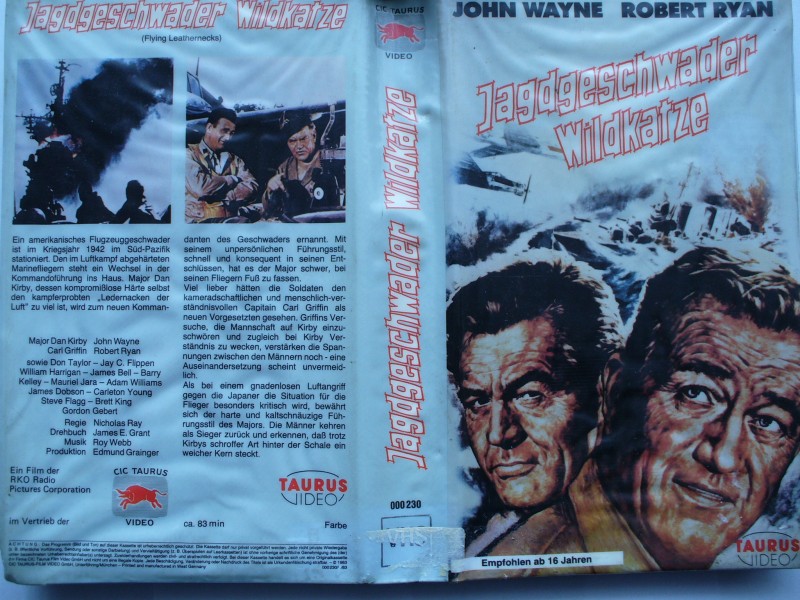 Jagdgeschwader Wildkatze
(Flying Leathernecks)
Ein amerikanisches Flugzeuggeschwader
ist im Kriegsjahr 1942 im Süd-Pazifik
stationiert. Den im Luftkampf abgehärteten
Marinefliegern steht ein Wechsel in der
Kommandoführung ins Haus. Major Dan
Kirby, dessen kompromißlose Härte selbst
den kampferprobten „Ledernacken der
Luft" zu viel ist, wird zum neuen Komman-
danten des Geschwaders ernannt. Mit
seinem unpersönlichen Führungsstil,
schnell und konsequent in seinen Ent-
schlüssen, hat es der Major schwer, bei
seinen Fliegern Fuß zu fassen.
Viel lieber hätten die Soldaten den
kameradschaftlichen und menschlich-ver-
ständnisvollen Capitain Carl Griffin als
neuen Vorgesetzten gesehen. Griffins Ver-
suche, die Mannschaft auf Kirby einzu-
schwören und zugleich bei Kirby Ver-
ständnis zu wecken, verstärken die Span-
nungen zwischen den Männern noch - eine
Auseinandersetzung scheint unvermeid-
lich.
Als bei einem gnadenlosen Luftangriff
gegen die Japaner die Situation für die
Flieger besonders kritisch wird, bewährt
sich der harte und kaltschnäuzige Füh-
rungsstil des Majors. Die Männer kehren
als Sieger zurück und erkennen, daß trotz
Kirbys schroffer Art hinter der Schale ein
weicher Kern steckt.
Major Dan Kirby John Wayne
Carl Griffin Robert Ryan
sowie Don Taylor - Jay C. Flippen
William Harrigan - James Bell - Barry
Kelley - Mauriel Jara - Adam Williams
James Dobson - Carleton Young
Steve Flagg - Brett King
Gordon Gebert
Regie Nicholas Ray
Drehbuch James E. Grant
Musik Roy Webb
Produktion Edmund Grainger
Ein Film der
RKO Radio
Pictures Corporation
im Vertrieb der
CIC TAURUS
VIDEO
ca. 83 min
TAURUS
VIDEO
Farbe
CIC TAURUS
VIDEO
Jagdgeschwader Wildkatze
000 230
VHS
JOHN WAYNE ROBERT RYAN
Jagdgeschwader
Wildkatze
TAURUS
VIDEO
Empfohlen ab 16 Jahren